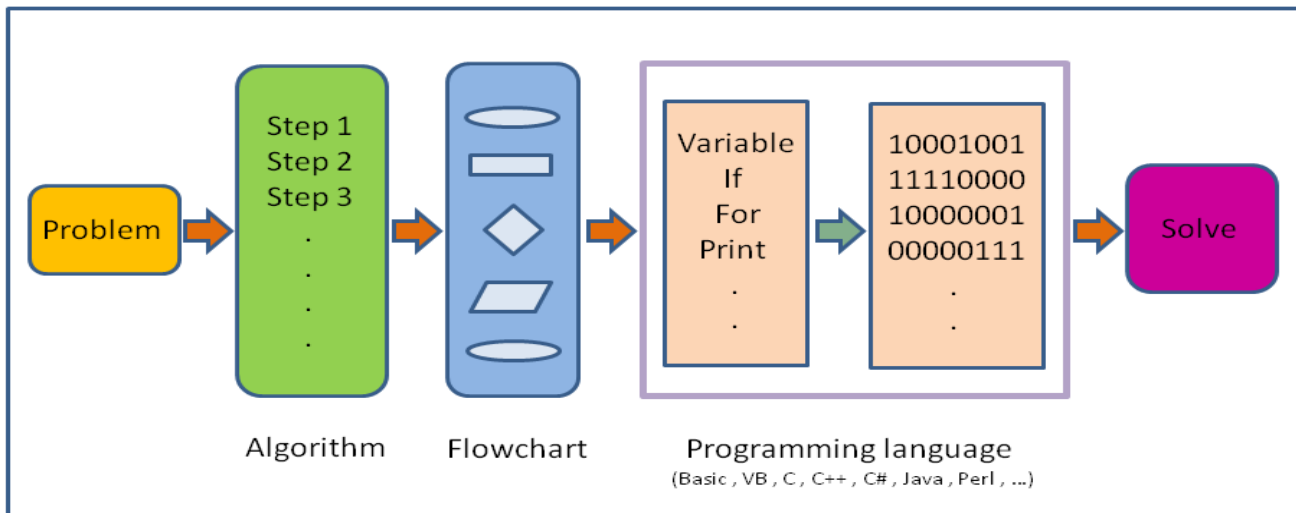 Problem
Step 1
Step 2
Step 3
.
.
.
.
Algorithm
Flowchart
Variable
If
For
Print
.
.
10001001
11110000
10000001
00000111
.
.
Programming language
(Basic , VB , C , C++ , C# , Java , Perl , ...)
Solve